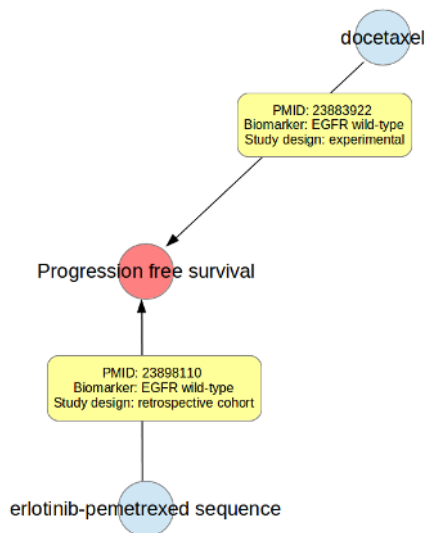 docetaxel
PMID: 23883922
Biomarker: EGFR wild-type
Study design: experimental
Progression free survival
PMID: 23898110
Biomarker: EGFR wild-type
Study design: retrospective cohort
erlotinib-pemetrexed sequence